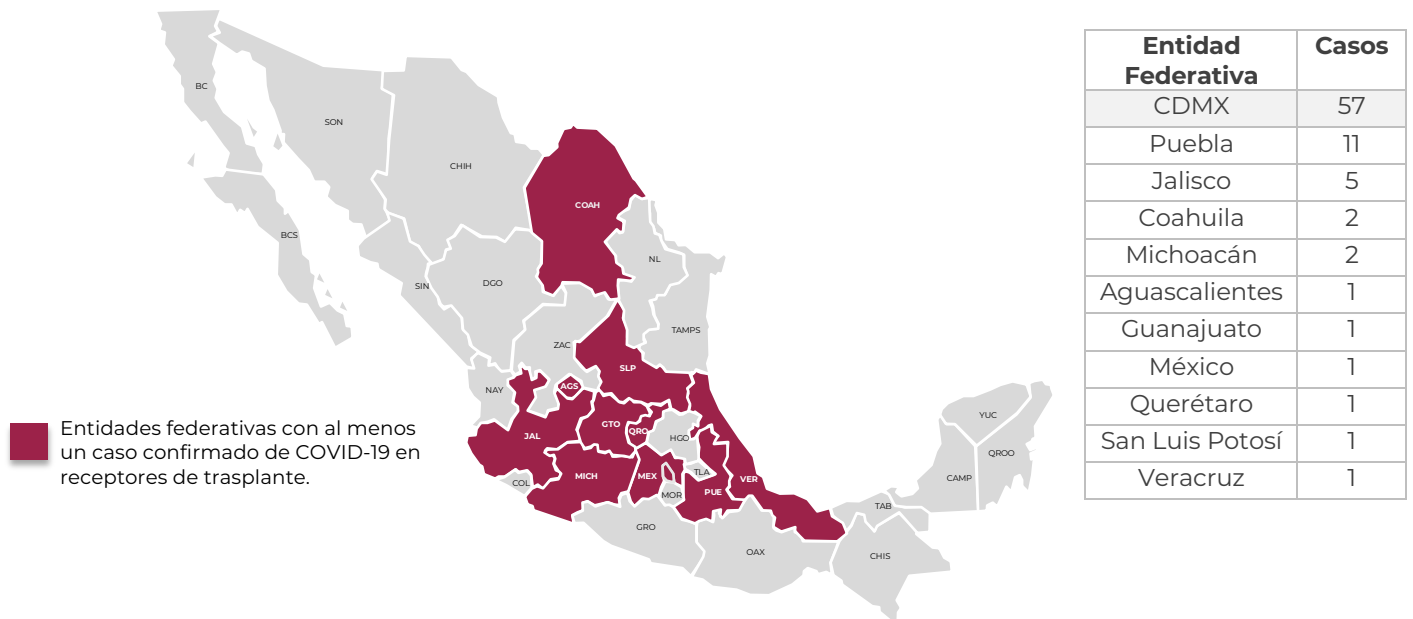 BC
SON
CHIH
COAH
BCS
NL
SIN
DGO
TAMPS
ZAC
SLP
NAY
AGS
YUC
GTO
QRO
JAL
HGO
QROO
COL
MICH
MEX
TLA
VER
CAMP
MOR
PUE
TAB
GRO
OAX
CHIS
Entidades federativas con al menos
un caso confirmado de COVID-19 en
receptores de trasplante.
Entidad
Federativa
Casos
CDMX 57
Puebla 11
Jalisco 5
Coahuila 2
Michoacán 2
Aguascalientes 1
Guanajuato 1
México 1
Querétaro 1
San Luis Potosí 1
Veracruz 1